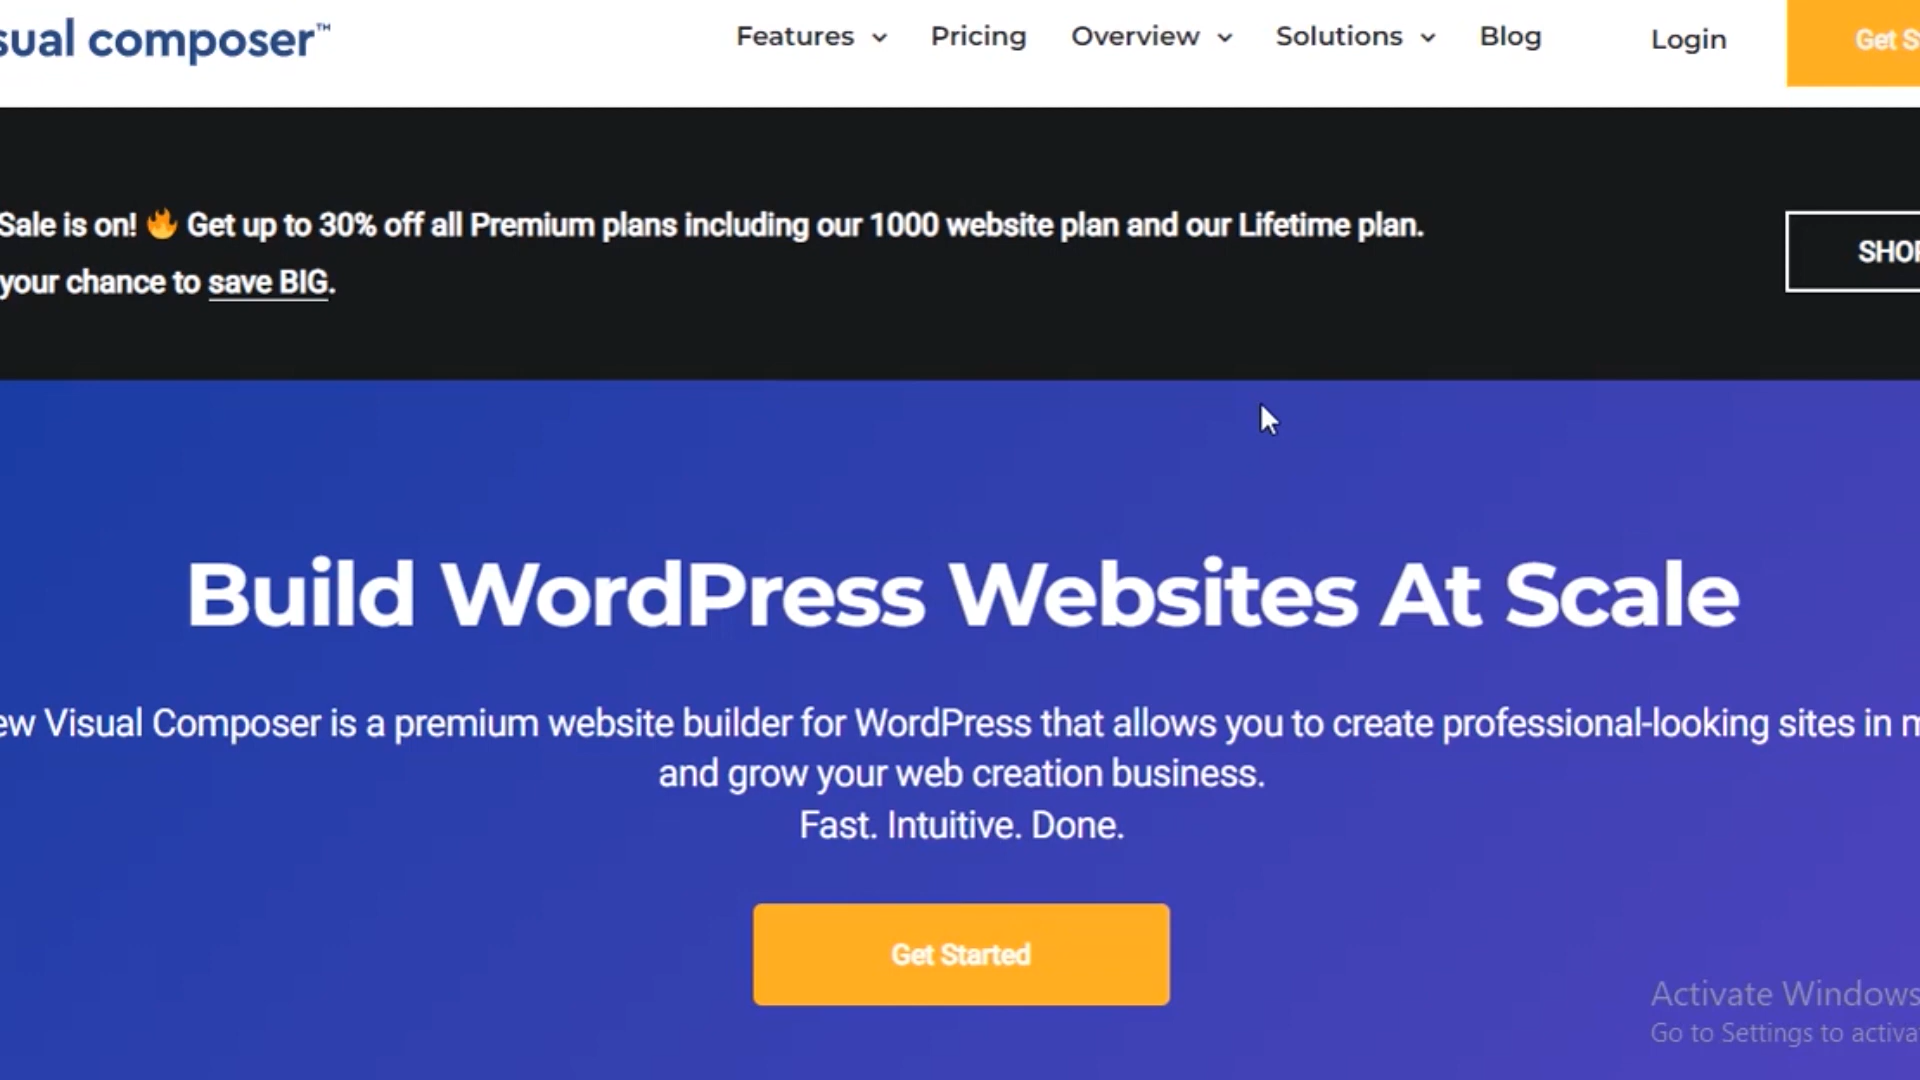 sual composer™
Features Pricing Overview Solutions Blog Login Get S
Sale is on! 🔥 Get up to 30% off all Premium plans including our 1000 website plan and our Lifetime plan.
your chance to save BIG.
SHOP
Build WordPress Websites At Scale
ew Visual Composer is a premium website builder for WordPress that allows you to create professional-looking sites in m
and grow your web creation business.
Fast. Intuitive. Done.
Get Started
Activate Windows
Go to Settings to activa